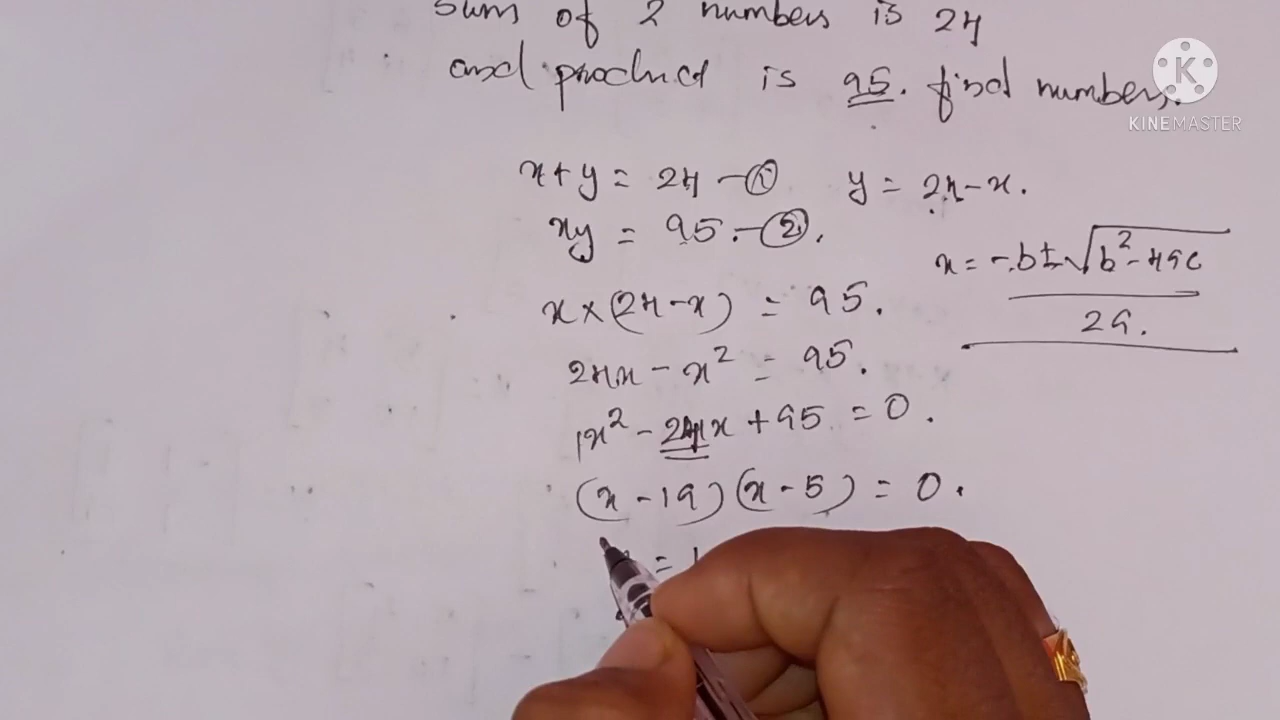 Sum of 2 numbers is 24
and product is 95. find numbers.
K
KINEMASTER
x+y = 24 -①
y = 24-x.
xy = 95.-②.
x = -b±√b²-4ac
2a.
x×(24-x) = 95.
24x - x² = 95.
1x² - 24x + 95 = 0.
(x-19)(x-5) = 0.
= 1